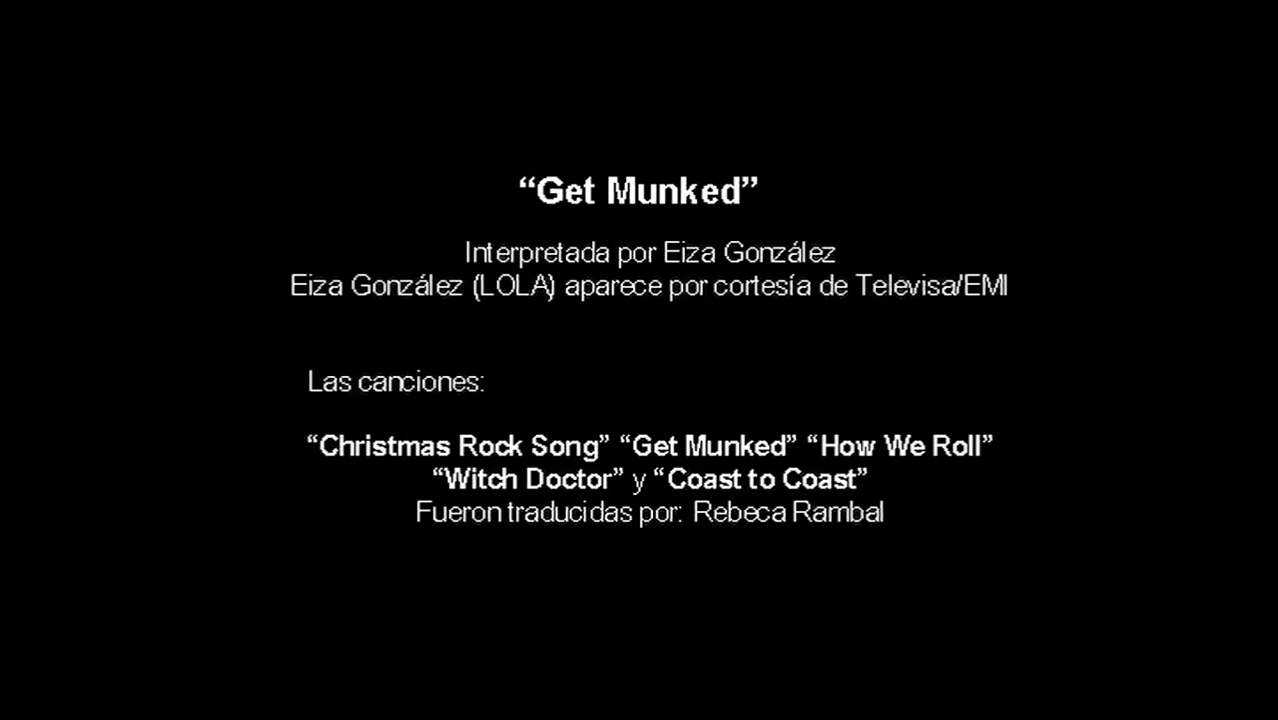 “Get Munked”
Interpretada por Eiza González
Eiza González (LOLA) aparece por cortesía de Televisa/EMI
Las canciones:
“Christmas Rock Song” “Get Munked” “How We Roll”
“Witch Doctor” y “Coast to Coast”
Fueron traducidas por: Rebeca Rambal